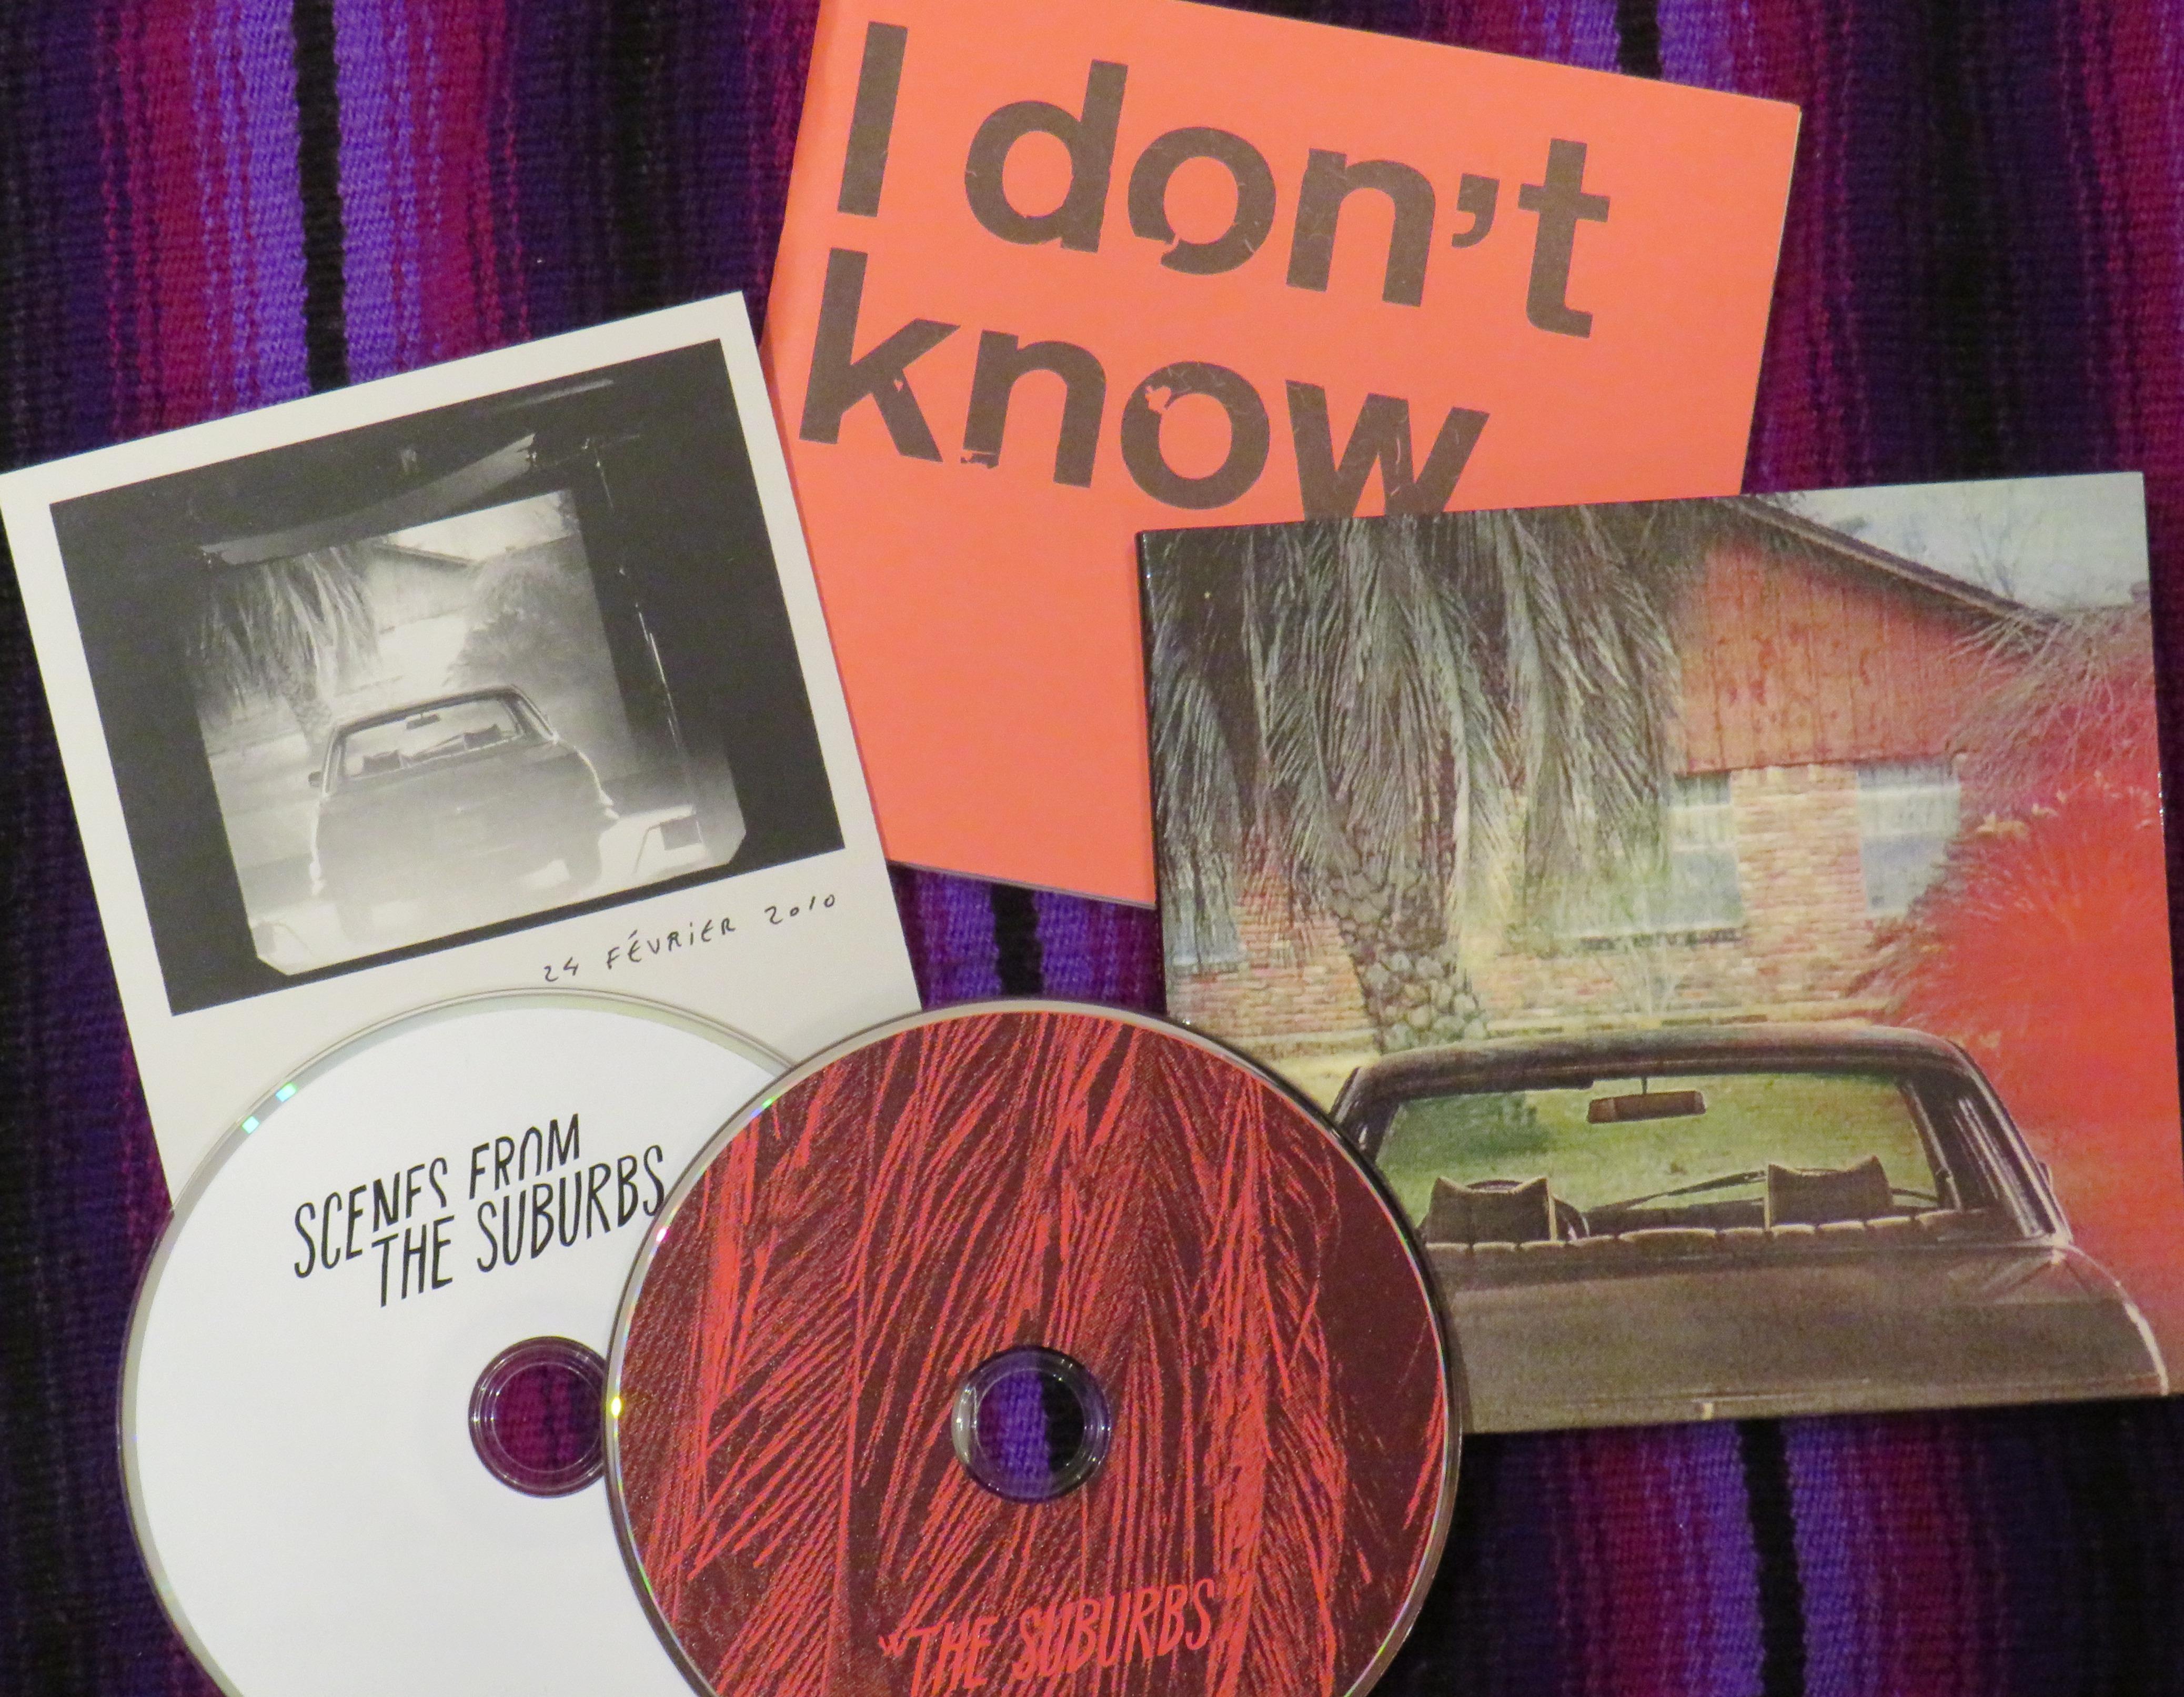 I don't
know
24 FÉVRIER 2010
SCENES FROM
THE SUBURBS
THE SUBURBS